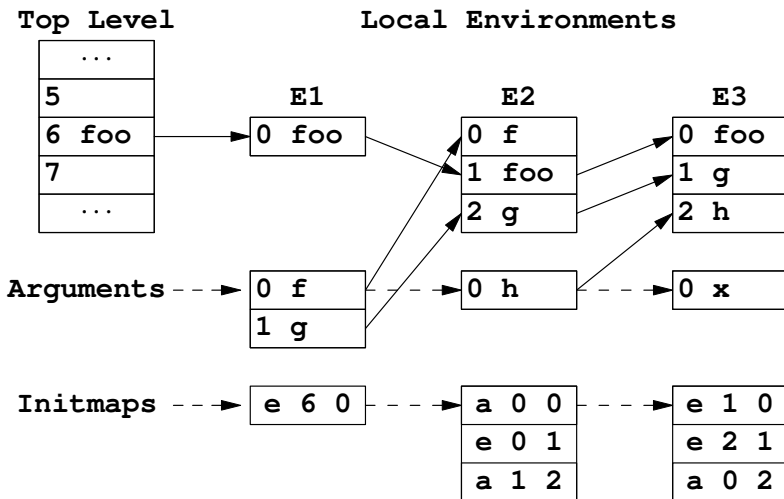 Top Level Local Environments
...
5 E1 E2 E3
6 foo 0 foo 0 f 0 foo
7 1 foo 1 g
... 2 g 2 h
Arguments 0 f 0 h 0 x
1 g
Initmaps e 6 0 a 0 0 e 1 0
e 0 1 e 2 1
a 1 2 a 0 2